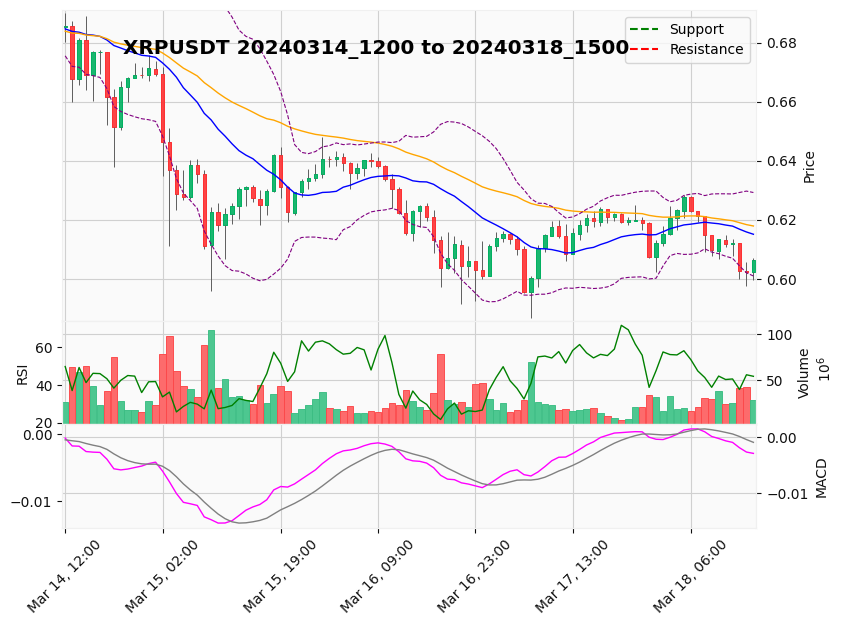 XRPUSDT 20240314_1200 to 20240318_1500
Support
Resistance
0.68
0.66
0.64
0.62
0.60
Price
60
40
20
RSI
100
50
Volume
10^6
0.00
−0.01
0.00
−0.01
MACD
Mar 14, 12:00
Mar 15, 02:00
Mar 15, 19:00
Mar 16, 09:00
Mar 16, 23:00
Mar 17, 13:00
Mar 18, 06:00